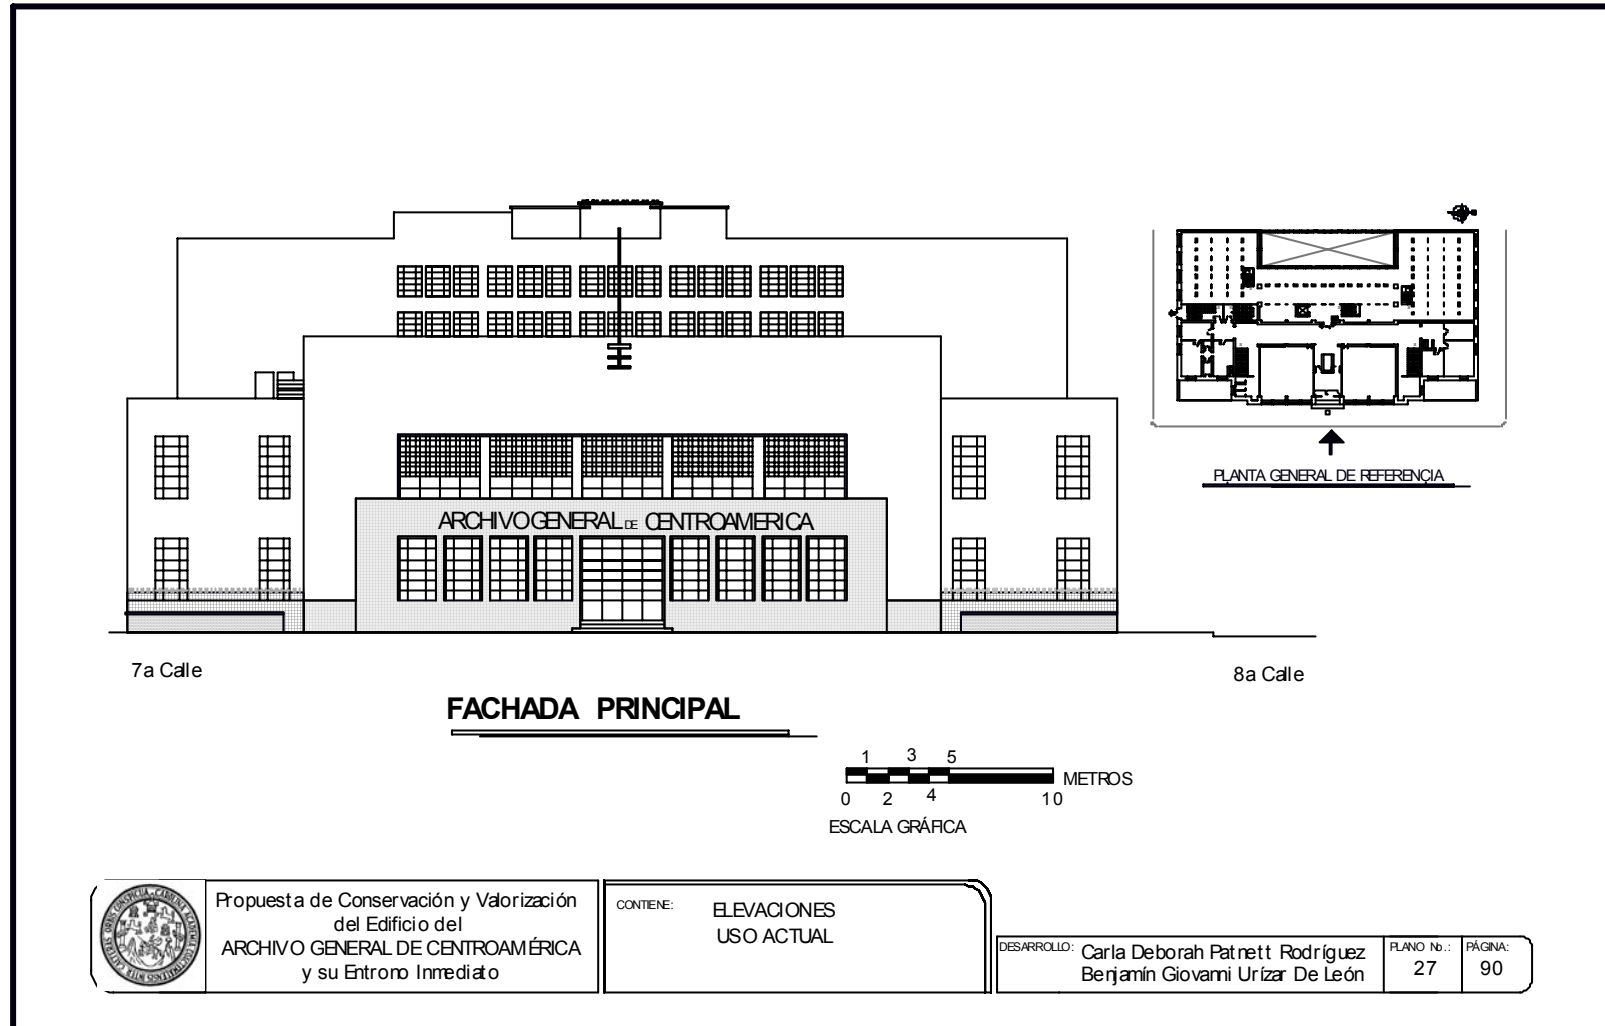 PLANTA GENERAL DE REFERENCIA
ARCHIVO GENERAL DE CENTROAMERICA
7a Calle
8a Calle
FACHADA PRINCIPAL
1 3 5
METROS
0 2 4 10
ESCALA GRÁFICA
Propuesta de Conservación y Valorización
del Edificio del
ARCHIVO GENERAL DE CENTROAMÉRICA
y su Entrono Inmediato
CONTIENE:
ELEVACIONES
USO ACTUAL
DESARROLLO: Carla Deborah Patnett Rodríguez
Benjamín Giovanni Urízar De León
PLANO No.:
27
PÁGINA:
90